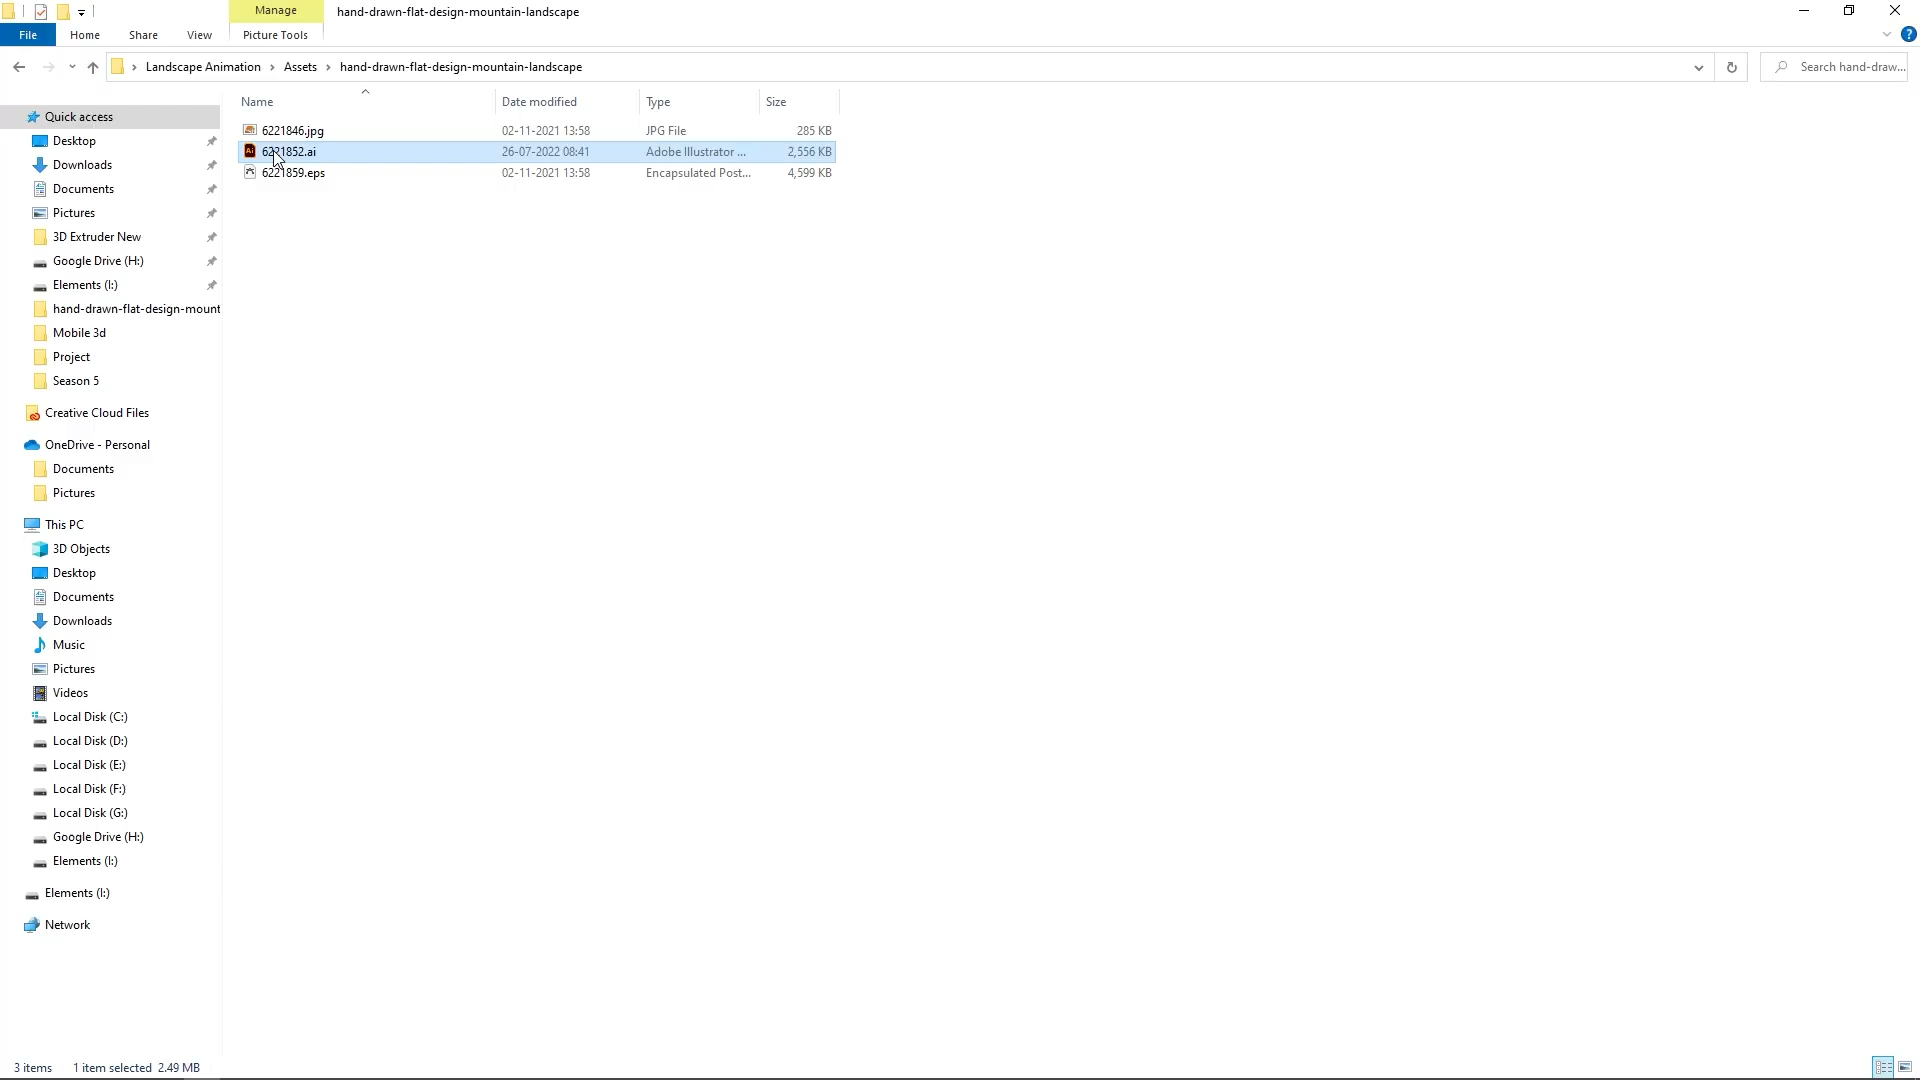 Manage
hand-drawn-flat-design-mountain-landscape
File
Home
Share
View
Picture Tools
Landscape Animation
Assets
hand-drawn-flat-design-mountain-landscape
Search hand-draw...
Name
Date modified
Type
Size
6221846.jpg 02-11-2021 13:58 JPG File 285 KB
Ai 6221852.ai 26-07-2022 08:41 Adobe Illustrator ... 2,556 KB
6221859.eps 02-11-2021 13:58 Encapsulated Post... 4,599 KB
Quick access
Desktop
Downloads
Documents
Pictures
3D Extruder New
Google Drive (H:)
Elements (I:)
hand-drawn-flat-design-mount
Mobile 3d
Project
Season 5
Creative Cloud Files
OneDrive - Personal
Documents
Pictures
This PC
3D Objects
Desktop
Documents
Downloads
Music
Pictures
Videos
Local Disk (C:)
Local Disk (D:)
Local Disk (E:)
Local Disk (F:)
Local Disk (G:)
Google Drive (H:)
Elements (I:)
Elements (I:)
Network
3 items 1 item selected 2.49 MB